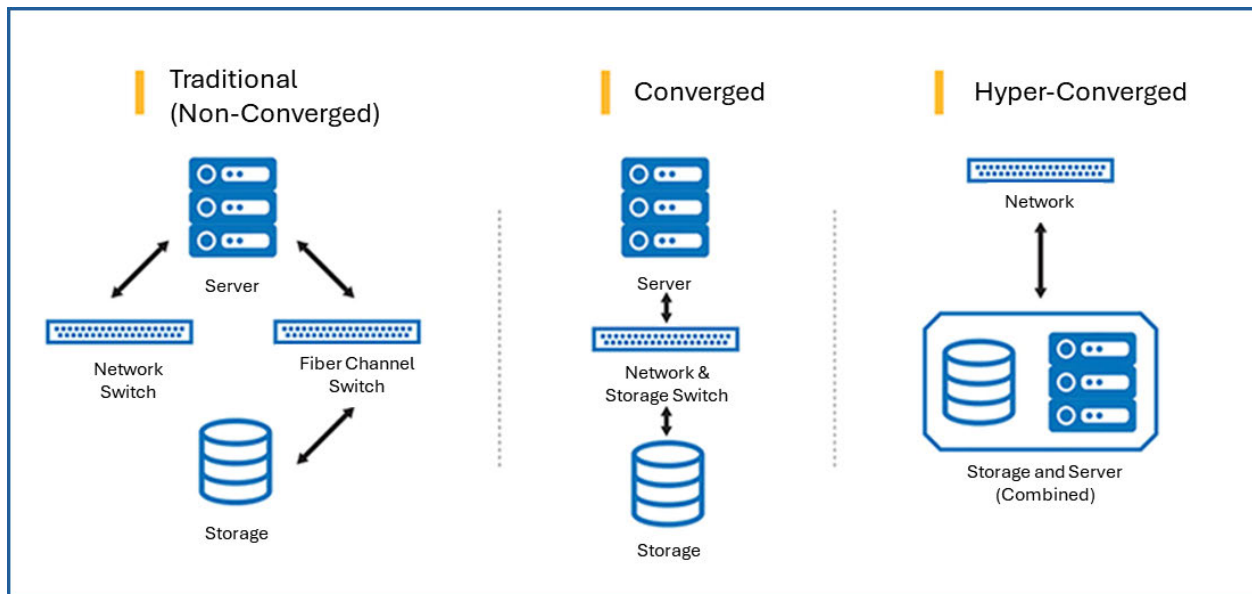 Traditional
(Non-Converged)
Server
Network
Switch
Fiber Channel
Switch
Storage
Converged
Server
Network &
Storage Switch
Storage
Hyper-Converged
Network
Storage and Server
(Combined)